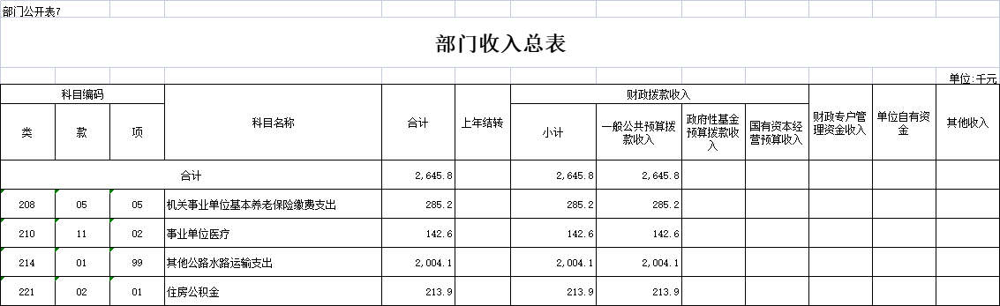 部门公开表7
部门收入总表
单位:千元
科目编码 科目名称 合计 上年结转 财政拨款收入 财政专户管理资金收入 单位自有资金 其他收入
类 款 项 小计 一般公共预算拨款收入 政府性基金预算拨款收入 国有资本经营预算收入
合计 2,645.8 2,645.8 2,645.8
208 05 05 机关事业单位基本养老保险缴费支出 285.2 285.2 285.2
210 11 02 事业单位医疗 142.6 142.6 142.6
214 01 99 其他公路水路运输支出 2,004.1 2,004.1 2,004.1
221 02 01 住房公积金 213.9 213.9 213.9